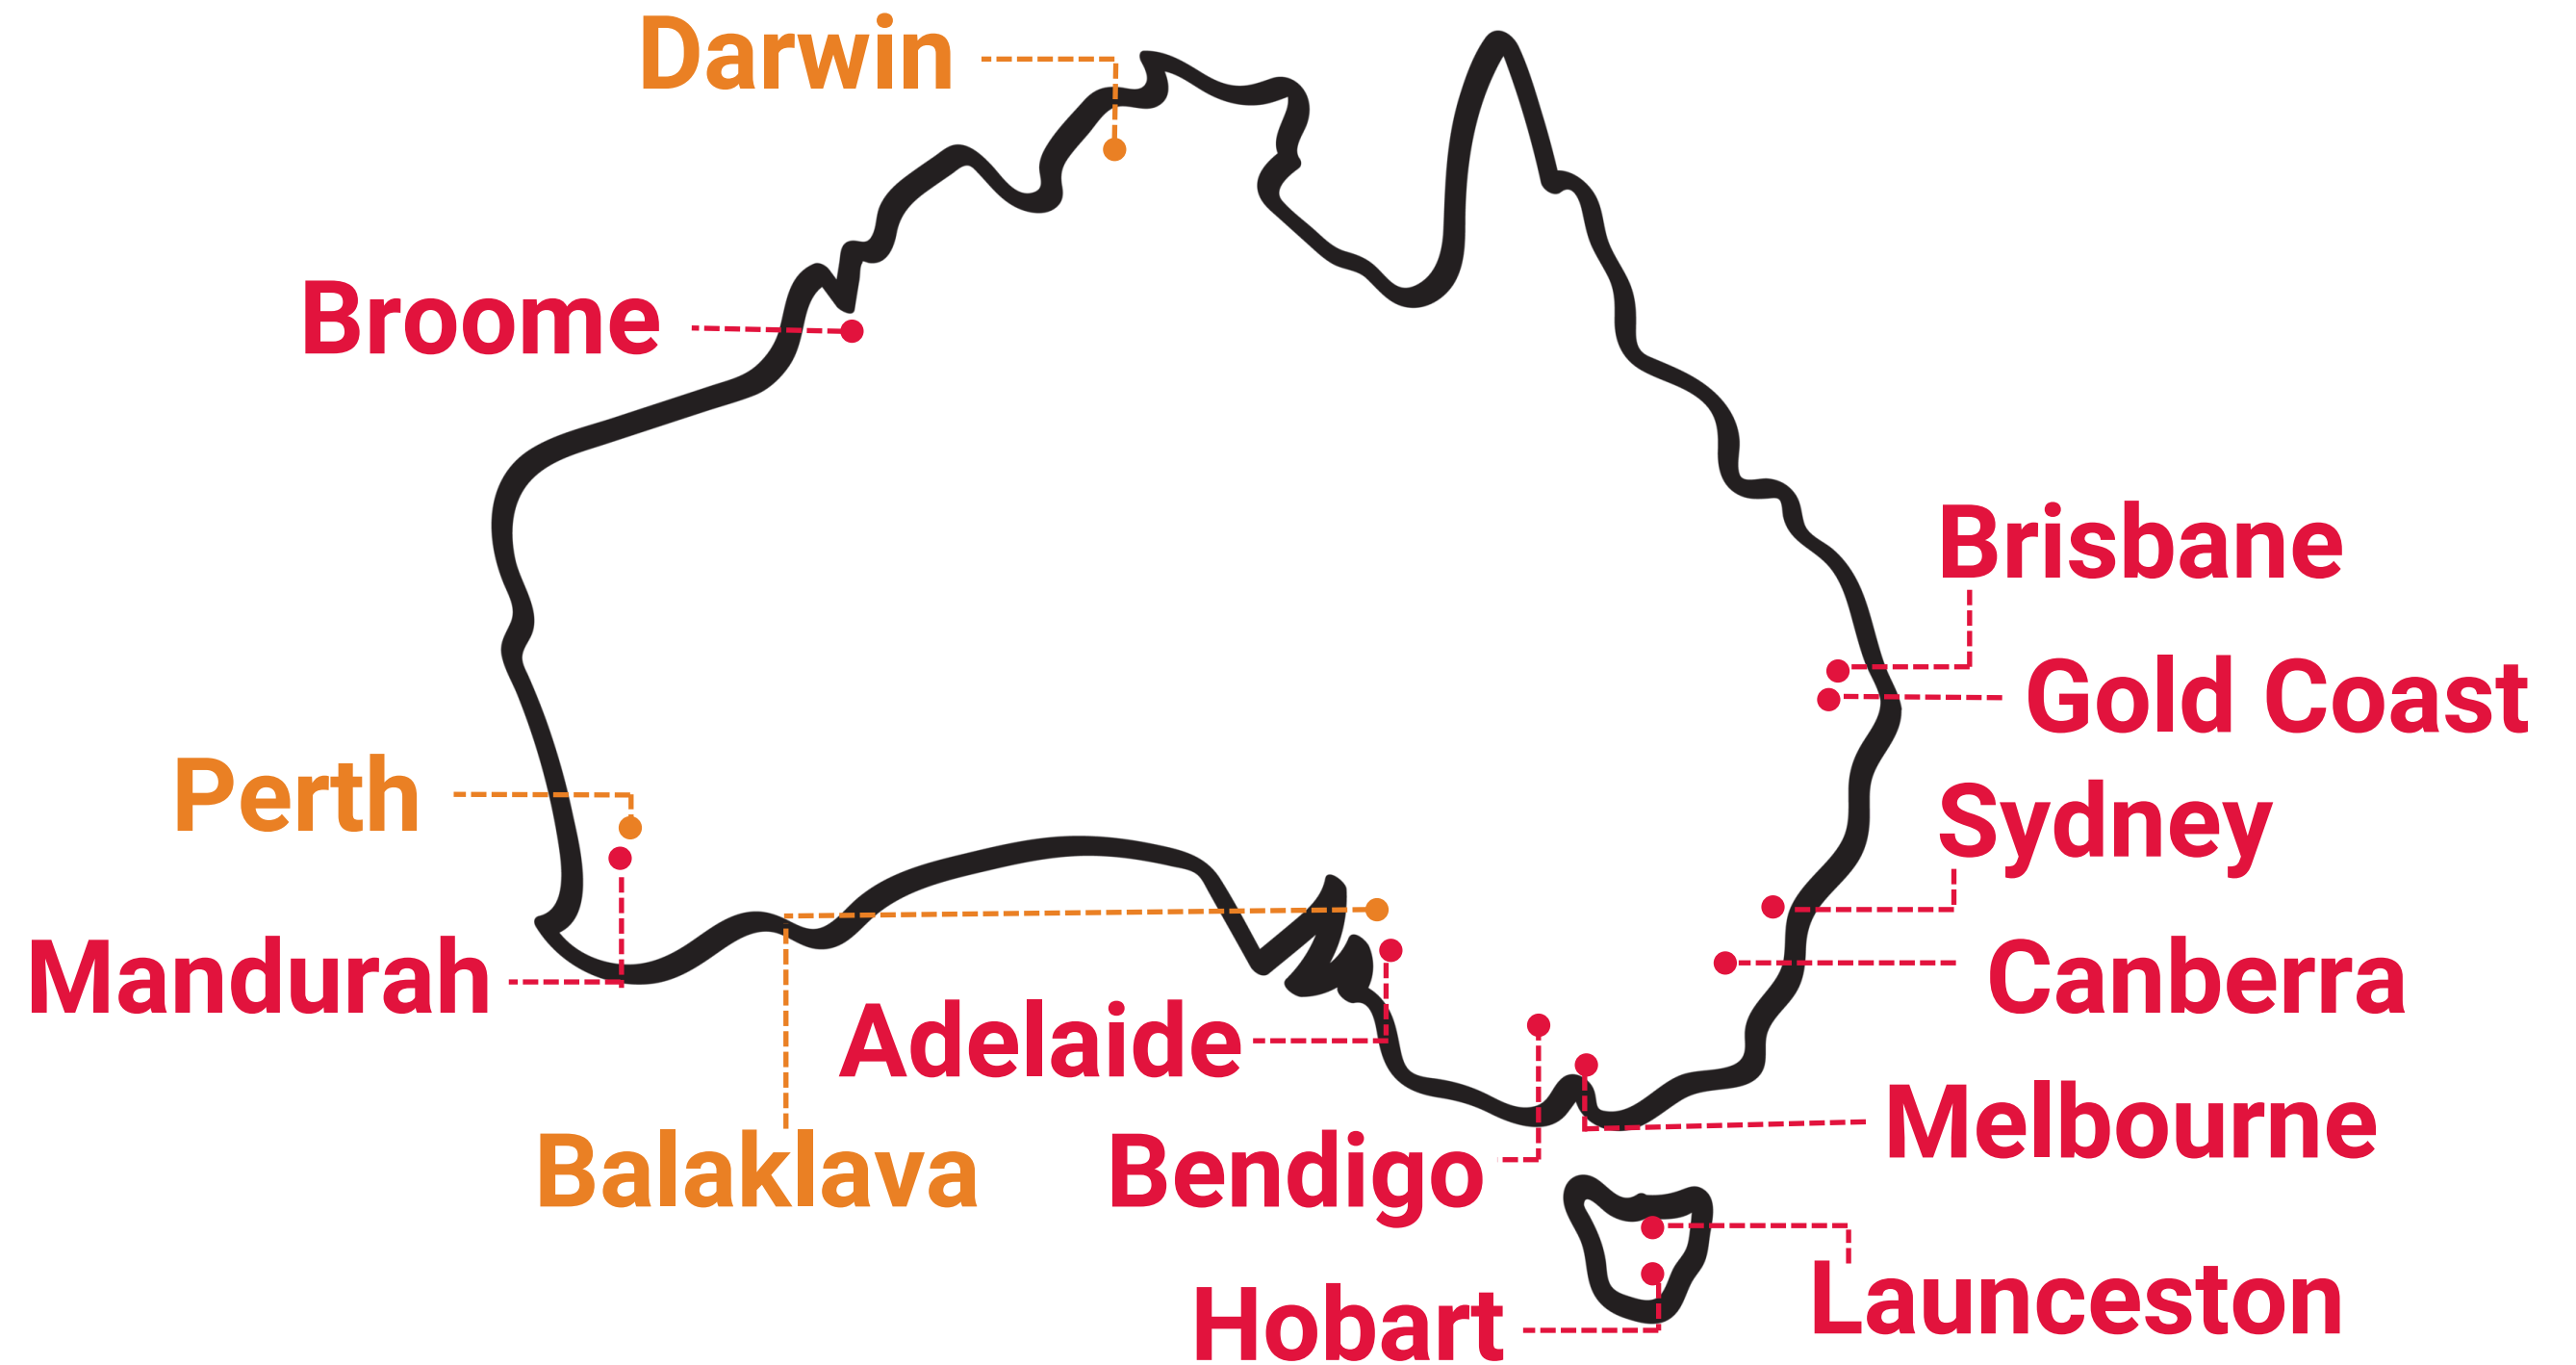 Darwin
Broome
Brisbane
Gold Coast
Perth
Sydney
Mandurah
Canberra
Adelaide
Melbourne
Balaklava
Bendigo
Launceston
Hobart